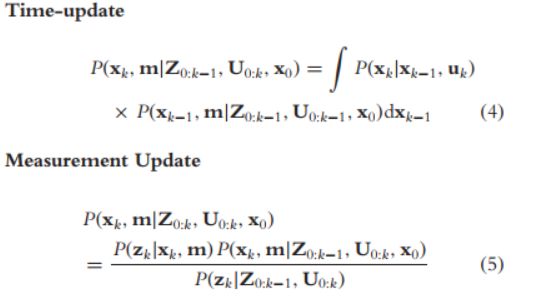 Time-update
P(x_k, m|Z_{0:k−1}, U_{0:k}, x_0) = ∫ P(x_k|x_{k−1}, u_k)
× P(x_{k−1}, m|Z_{0:k−1}, U_{0:k−1}, x_0)dx_{k−1} (4)
Measurement Update
P(x_k, m|Z_{0:k}, U_{0:k}, x_0)
= \frac{P(z_k|x_k, m) P(x_k, m|Z_{0:k−1}, U_{0:k}, x_0)}{P(z_k|Z_{0:k−1}, U_{0:k})} (5)